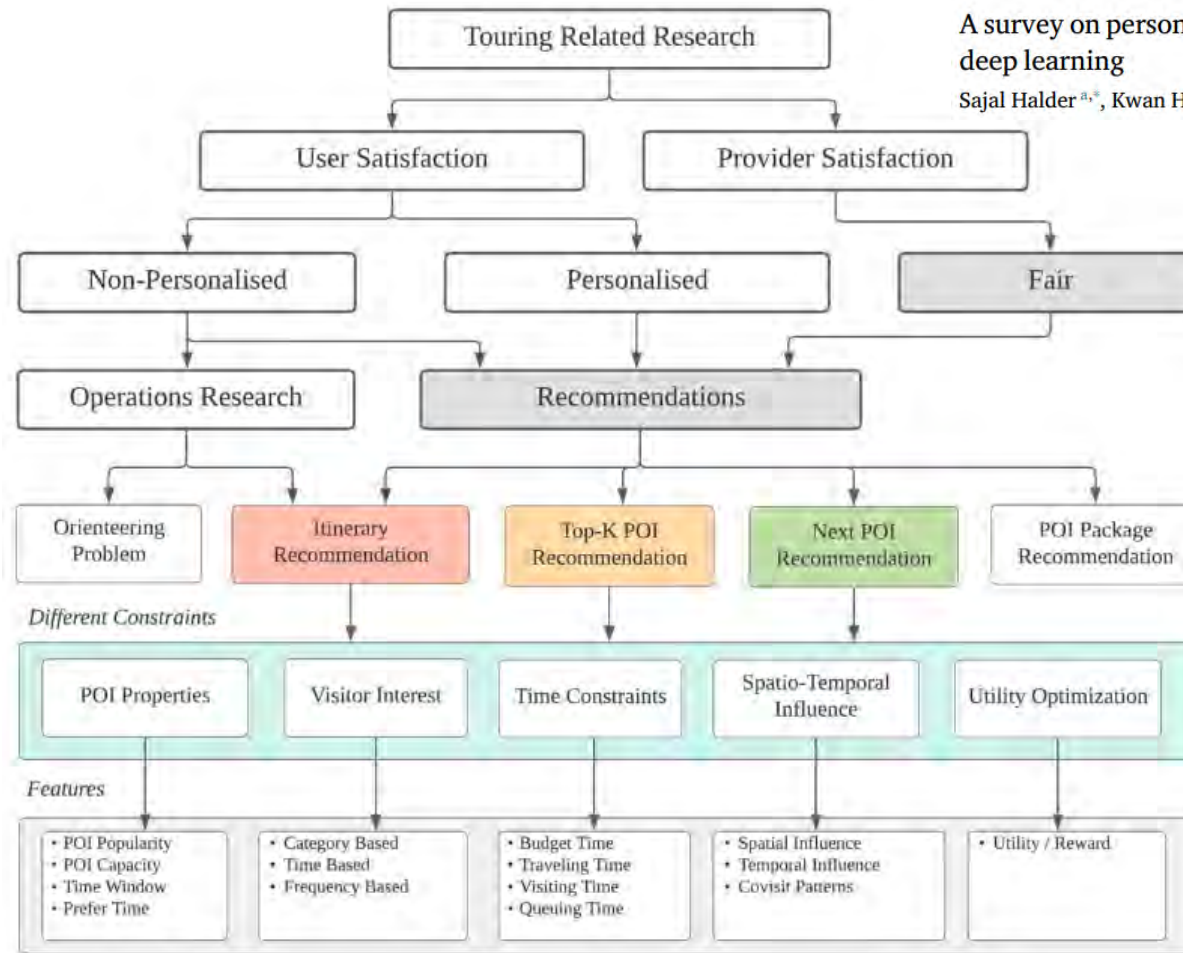 Touring Related Research
A survey on person
deep learning
Sajal Halder a,*, Kwan H
User Satisfaction
Provider Satisfaction
Non-Personalised
Personalised
Fair
Operations Research
Recommendations
Orienteering
Problem
Itinerary
Recommendation
Top-K POI
Recommendation
Next POI
Recommendation
POI Package
Recommendation
Different Constraints
POI Properties
Visitor Interest
Time Constraints
Spatio-Temporal
Influence
Utility Optimization
Features
• POI Popularity
• POI Capacity
• Time Window
• Prefer Time
• Category Based
• Time Based
• Frequency Based
• Budget Time
• Traveling Time
• Visiting Time
• Queuing Time
• Spatial Influence
• Temporal Influence
• Covisit Patterns
• Utility / Reward